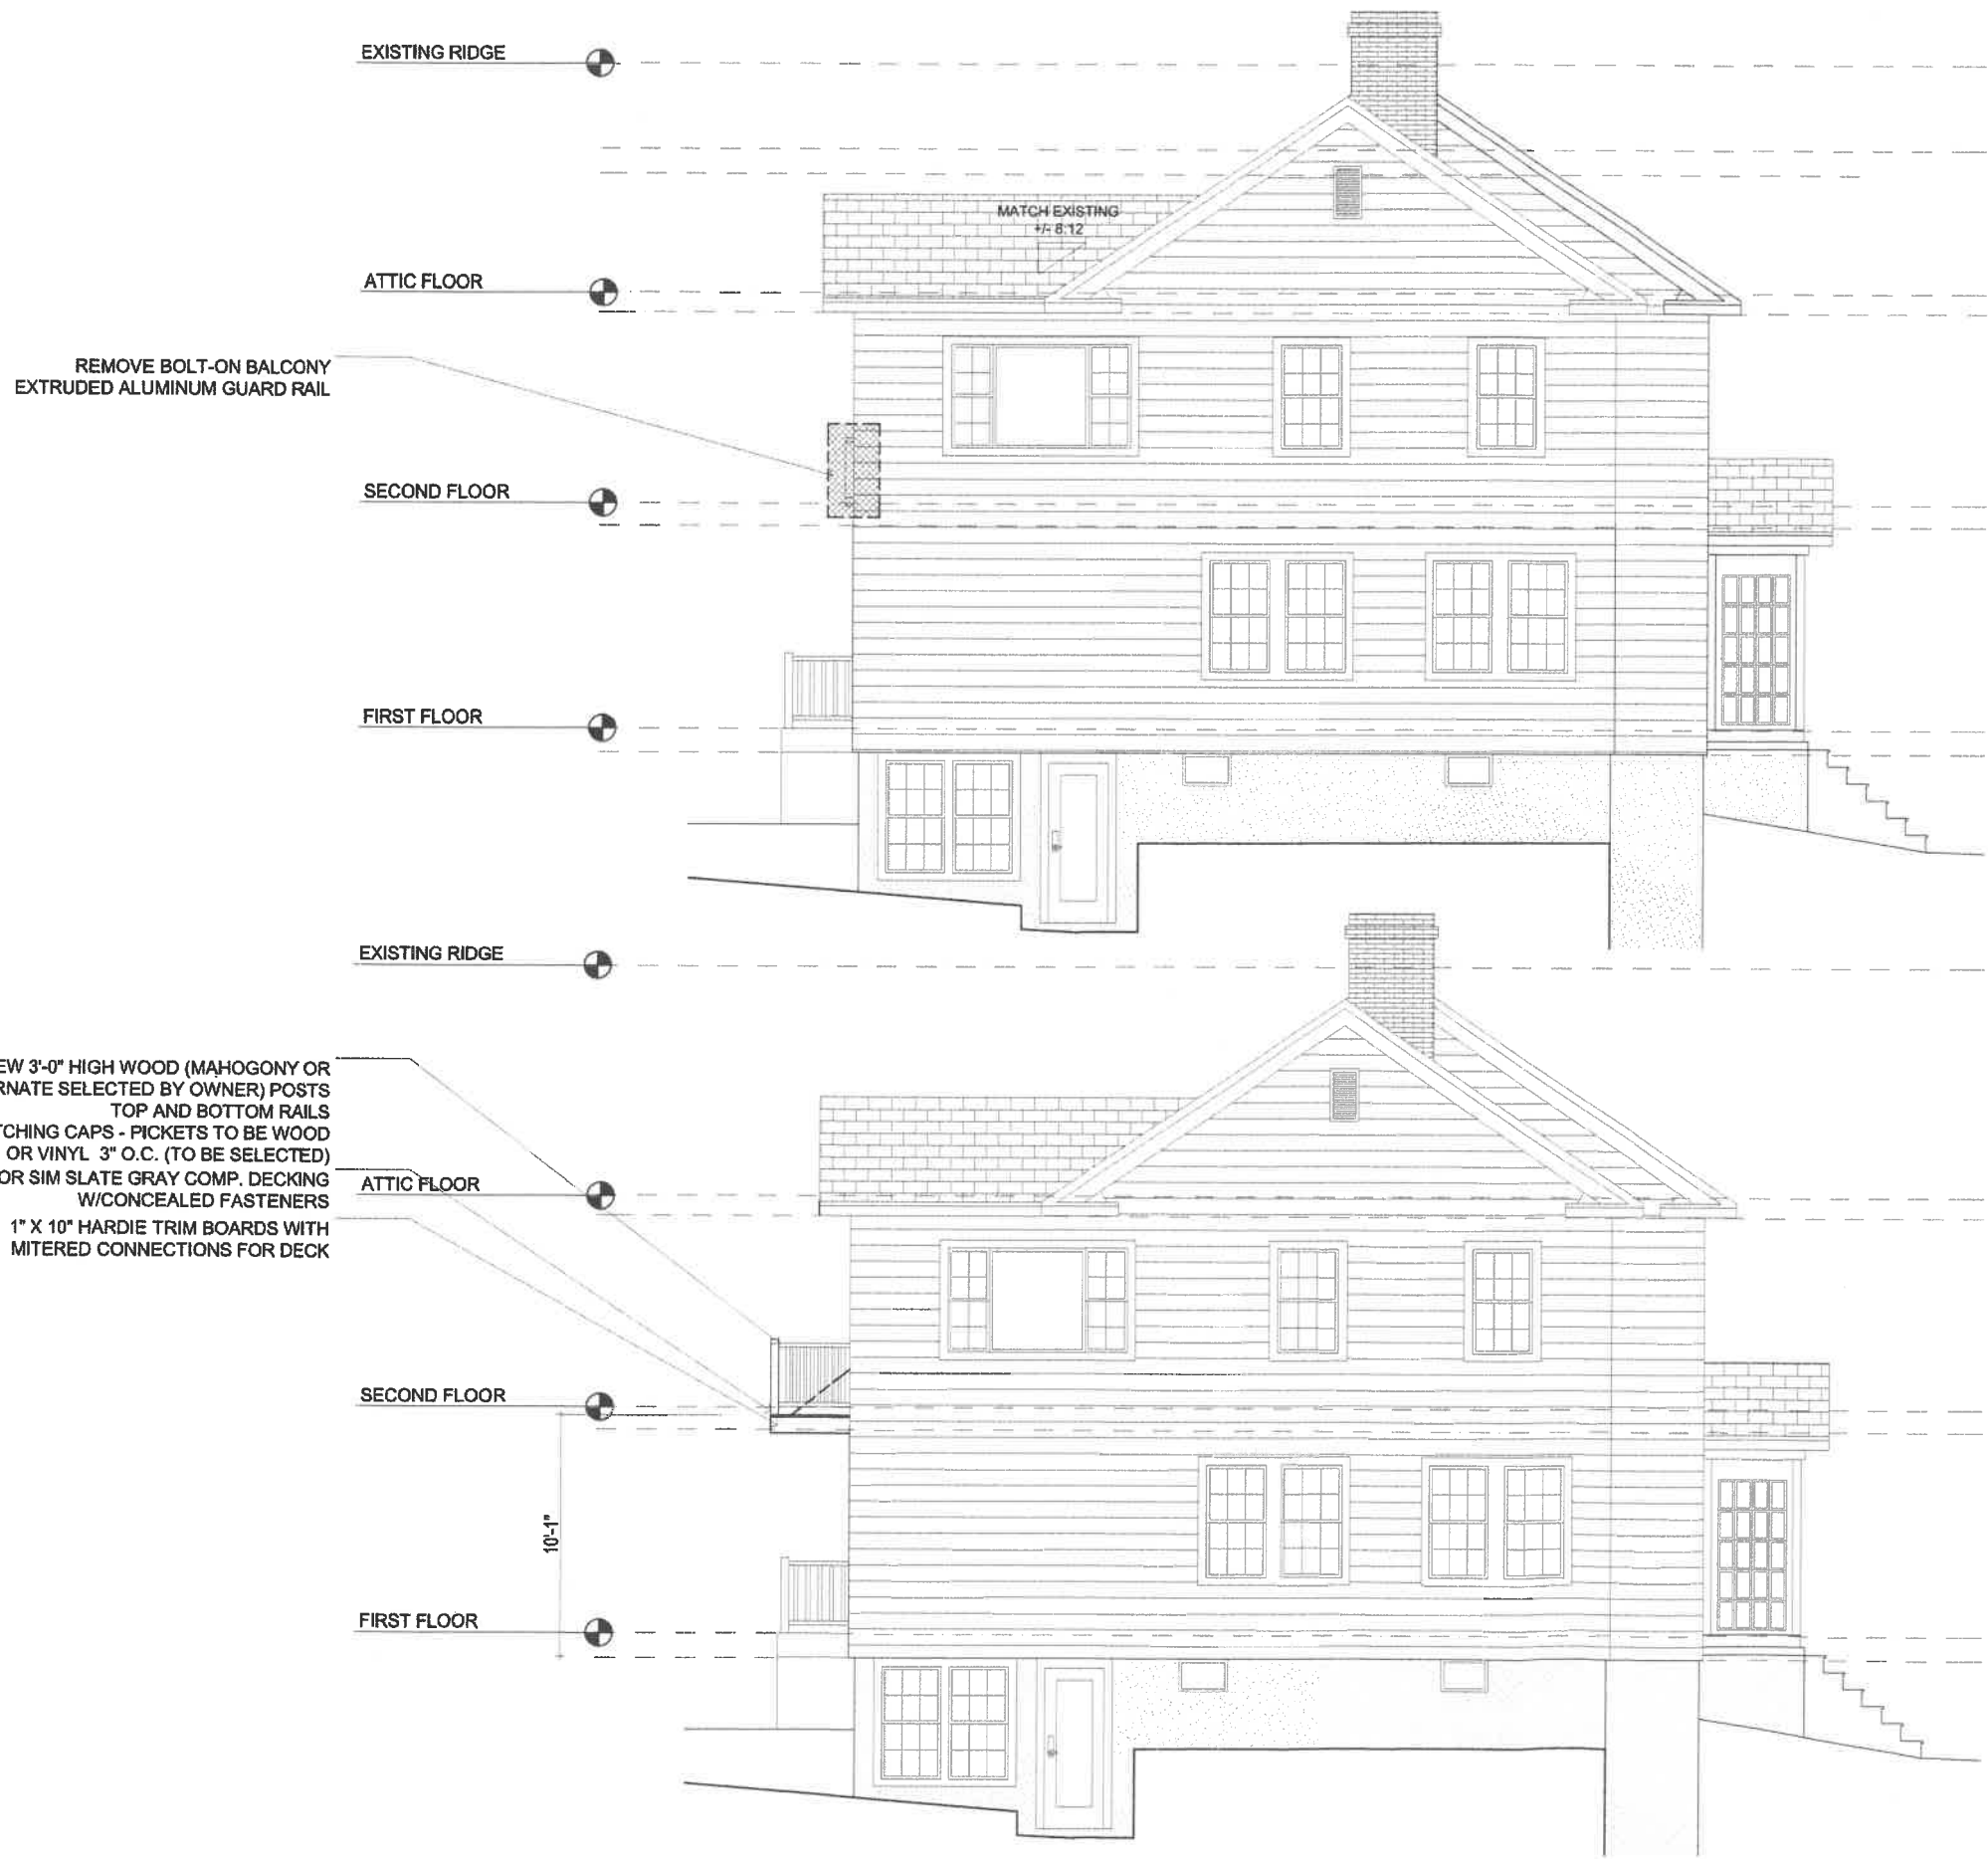 EXISTING RIDGE
MATCH EXISTING
+/- 8:12
ATTIC FLOOR
REMOVE BOLT-ON BALCONY
EXTRUDED ALUMINUM GUARD RAIL
SECOND FLOOR
FIRST FLOOR
EXISTING RIDGE
EW 3'-0" HIGH WOOD (MAHOGONY OR
RNATE SELECTED BY OWNER) POSTS
TOP AND BOTTOM RAILS
TCHING CAPS - PICKETS TO BE WOOD
OR VINYL 3" O.C. (TO BE SELECTED)
OR SIM SLATE GRAY COMP. DECKING
W/CONCEALED FASTENERS
1" X 10" HARDIE TRIM BOARDS WITH
MITERED CONNECTIONS FOR DECK
ATTIC FLOOR
SECOND FLOOR
10'-1"
FIRST FLOOR